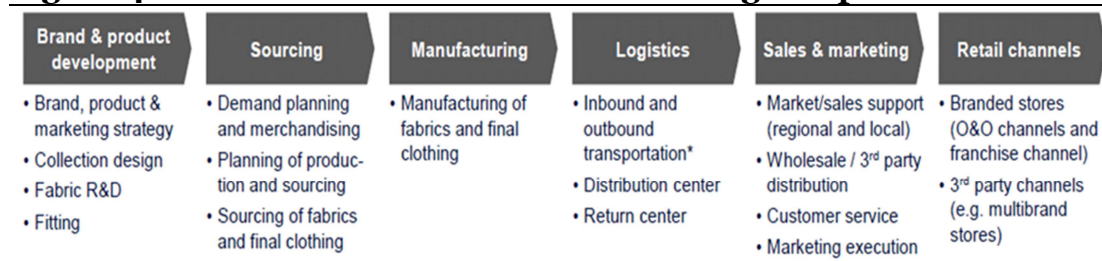 Brand & product
development
• Brand, product &
marketing strategy
• Collection design
• Fabric R&D
• Fitting
Sourcing
• Demand planning
and merchandising
• Planning of produc-
tion and sourcing
• Sourcing of fabrics
and final clothing
Manufacturing
• Manufacturing of
fabrics and final
clothing
Logistics
• Inbound and
outbound
transportation*
• Distribution center
• Return center
Sales & marketing
• Market/sales support
(regional and local)
• Wholesale / 3rd party
distribution
• Customer service
• Marketing execution
Retail channels
• Branded stores
(O&O channels and
franchise channel)
• 3rd party channels
(e.g. multibrand
stores)